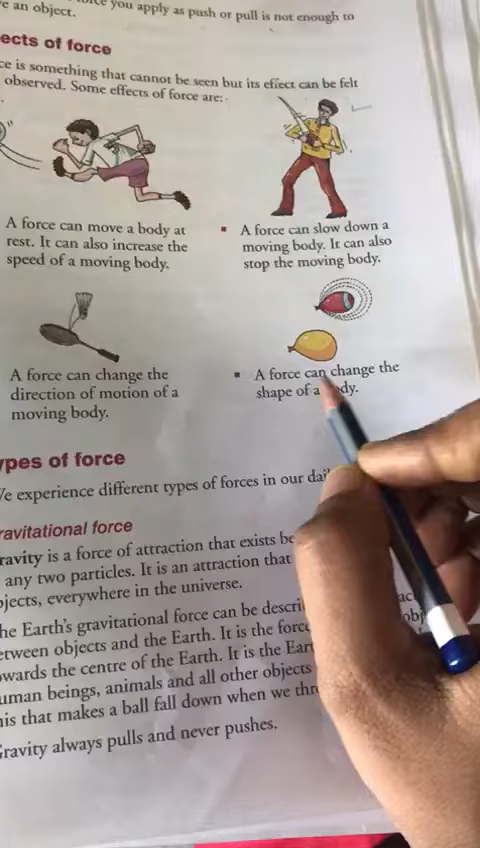 e an object.
you apply as push or pull is not enough to
ects of force
ce is something that cannot be seen but its effect can be felt
observed. Some effects of force are:
A force can move a body at
rest. It can also increase the
speed of a moving body.
A force can slow down a
moving body. It can also
stop the moving body.
A force can change the
direction of motion of a
moving body.
A force can change the
shape of a dy.
ypes of force
e experience different types of forces in our dai
ravitational force
ravity is a force of attraction that exists be
any two particles. It is an attraction that
jects, everywhere in the universe.
he Earth's gravitational force can be descri
etween objects and the Earth. It is the force
owards the centre of the Earth. It is the Ear
uman beings, animals and all other objects
his that makes a ball fall down when we thr
Gravity always pulls and never pushes.